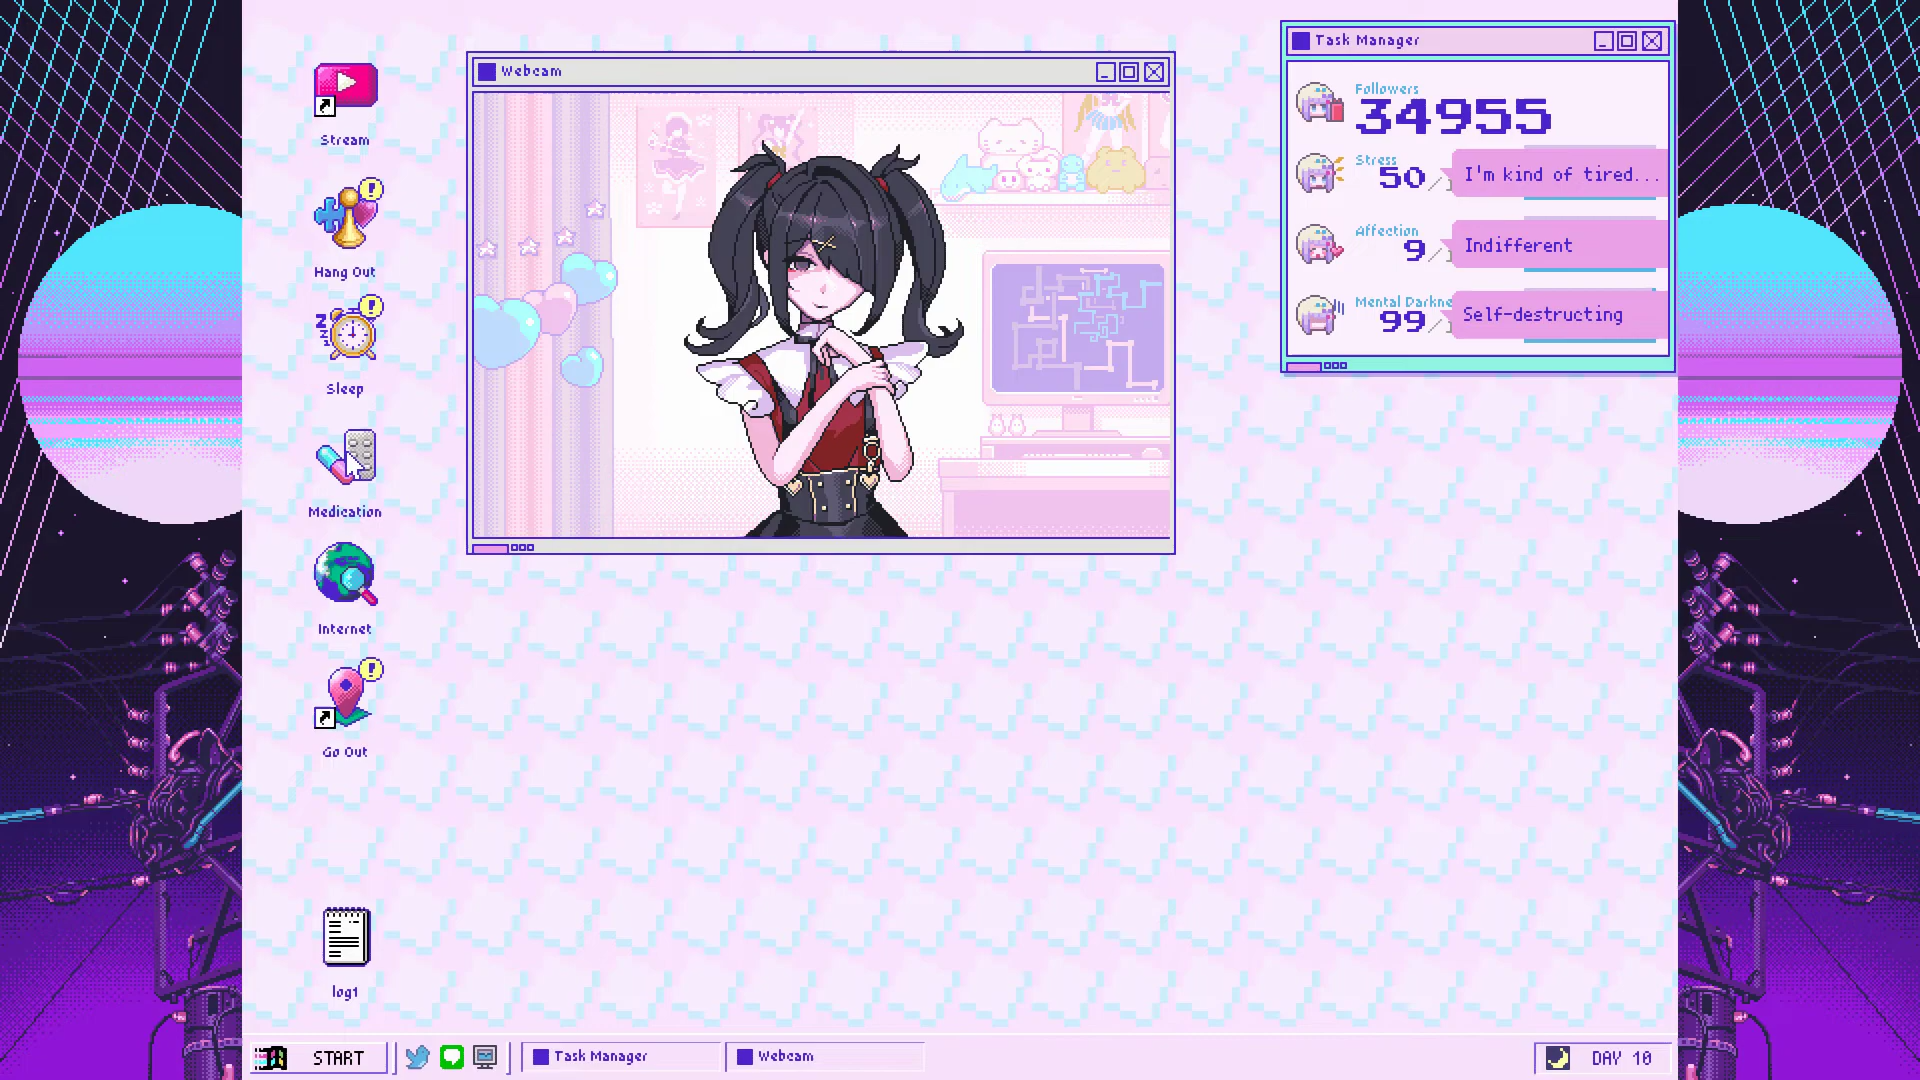 Stream
Hang Out
Sleep
Medication
Internet
Go Out
log1
Webcam
Task Manager
Followers
34955
Stress
50/
I'm kind of tired...
Affection
9/
Indifferent
Mental Darkne
99/
Self-destructing
START
Task Manager
Webcam
DAY 10